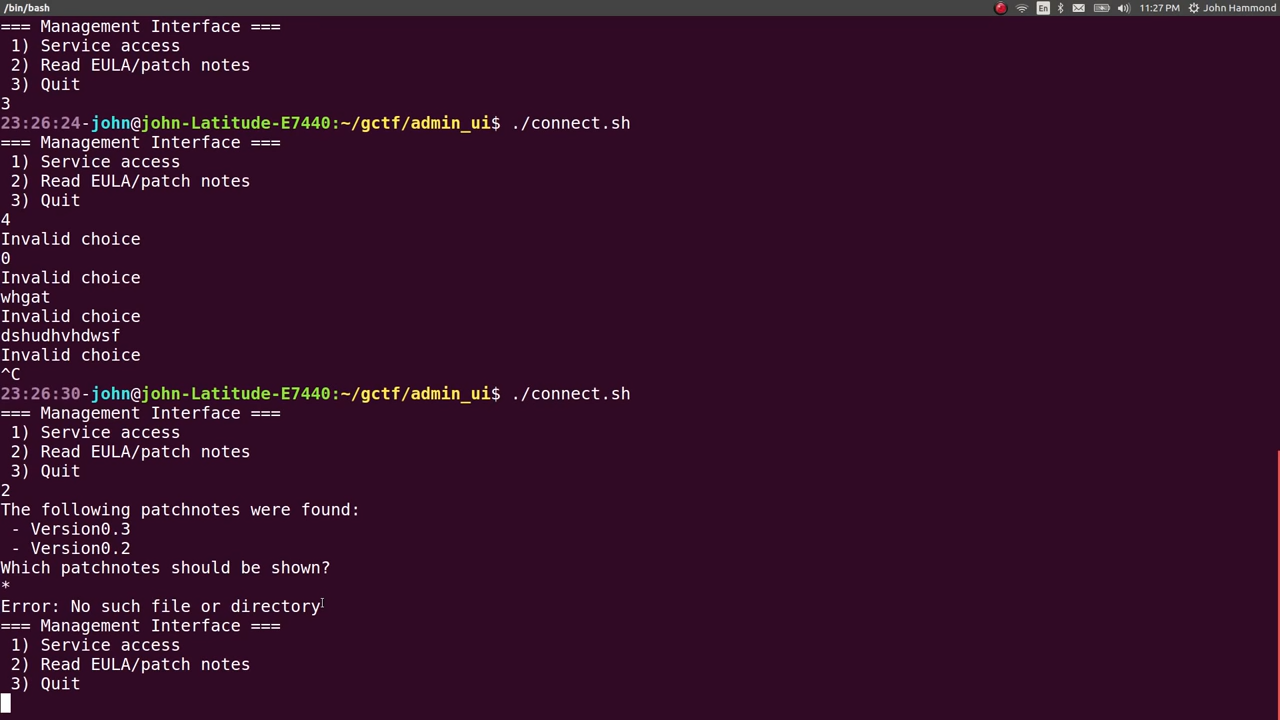 /bin/bash
En
11:27 PM
John Hammond
=== Management Interface ===
1) Service access
2) Read EULA/patch notes
3) Quit
3
23:26:24-john@john-Latitude-E7440:~/gctf/admin_ui$ ./connect.sh
=== Management Interface ===
1) Service access
2) Read EULA/patch notes
3) Quit
4
Invalid choice
0
Invalid choice
whgat
Invalid choice
dshudhvhdwsf
Invalid choice
^C
23:26:30-john@john-Latitude-E7440:~/gctf/admin_ui$ ./connect.sh
=== Management Interface ===
1) Service access
2) Read EULA/patch notes
3) Quit
2
The following patchnotes were found:
- Version0.3
- Version0.2
Which patchnotes should be shown?
*
Error: No such file or directory
=== Management Interface ===
1) Service access
2) Read EULA/patch notes
3) Quit